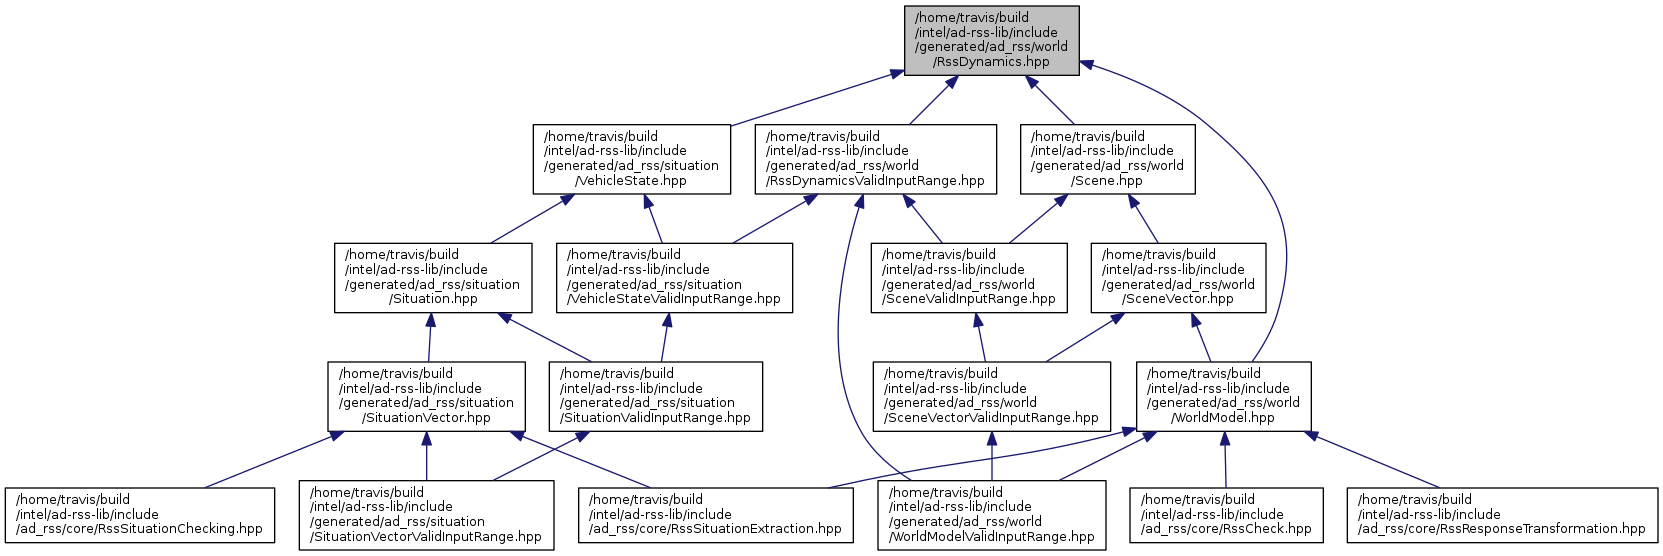 /home/travis/build
/intel/ad-rss-lib/include
/generated/ad_rss/world
/RssDynamics.hpp
/home/travis/build
/intel/ad-rss-lib/include
/generated/ad_rss/situation
/VehicleState.hpp
/home/travis/build
/intel/ad-rss-lib/include
/generated/ad_rss/world
/RssDynamicsValidInputRange.hpp
/home/travis/build
/intel/ad-rss-lib/include
/generated/ad_rss/world
/Scene.hpp
/home/travis/build
/intel/ad-rss-lib/include
/generated/ad_rss/situation
/Situation.hpp
/home/travis/build
/intel/ad-rss-lib/include
/generated/ad_rss/situation
/VehicleStateValidInputRange.hpp
/home/travis/build
/intel/ad-rss-lib/include
/generated/ad_rss/world
/SceneValidInputRange.hpp
/home/travis/build
/intel/ad-rss-lib/include
/generated/ad_rss/world
/SceneVector.hpp
/home/travis/build
/intel/ad-rss-lib/include
/generated/ad_rss/situation
/SituationVector.hpp
/home/travis/build
/intel/ad-rss-lib/include
/generated/ad_rss/situation
/SituationValidInputRange.hpp
/home/travis/build
/intel/ad-rss-lib/include
/generated/ad_rss/world
/SceneVectorValidInputRange.hpp
/home/travis/build
/intel/ad-rss-lib/include
/generated/ad_rss/world
/WorldModel.hpp
/home/travis/build
/intel/ad-rss-lib/include
/ad_rss/core/RssSituationChecking.hpp
/home/travis/build
/intel/ad-rss-lib/include
/generated/ad_rss/situation
/SituationVectorValidInputRange.hpp
/home/travis/build
/intel/ad-rss-lib/include
/ad_rss/core/RssSituationExtraction.hpp
/home/travis/build
/intel/ad-rss-lib/include
/generated/ad_rss/world
/WorldModelValidInputRange.hpp
/home/travis/build
/intel/ad-rss-lib/include
/ad_rss/core/RssCheck.hpp
/home/travis/build
/intel/ad-rss-lib/include
/ad_rss/core/RssResponseTransformation.hpp